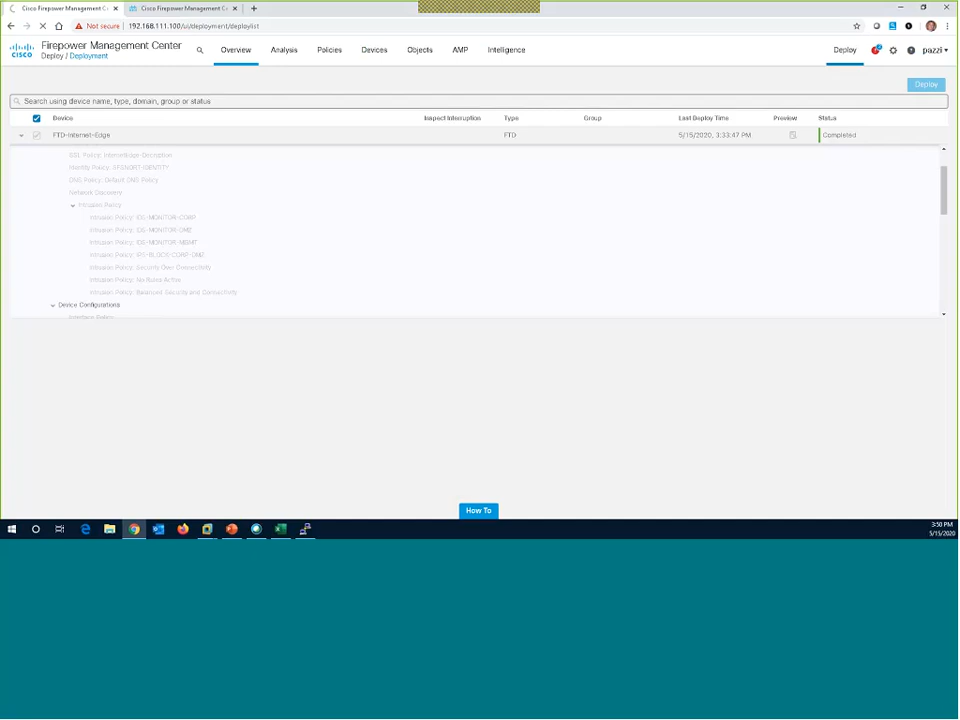 Cisco Firepower Management C
Cisco Firepower Management C
Not secure | 192.168.111.100/ui/deployment/deploylist
CISCO
Firepower Management Center
Deploy / Deployment
Overview Analysis Policies Devices Objects AMP Intelligence Deploy pazzi
Deploy
Search using device name, type, domain, group or status
Device Inspect Interruption Type Group Last Deploy Time Preview Status
FTD-Internet-Edge FTD 5/15/2020, 3:33:47 PM Completed
SSL Policy: InternetEdge-Decryption
DNS Policy: Default DNS Policy
Network Discovery
Intrusion Policy
Intrusion Policy: IDS-MONITOR-CORP
Intrusion Policy: IDS-MONITOR-DMZ
Intrusion Policy: IDS-MONITOR-MGMT
Intrusion Policy: IPS-BLOCK-CORP-DMZ
Intrusion Policy: Security Over Connectivity
Intrusion Policy: No Rules Active
Intrusion Policy: Balanced Security and Connectivity
Device Configurations
Interface Policy
How To
3:50 PM
5/15/2020